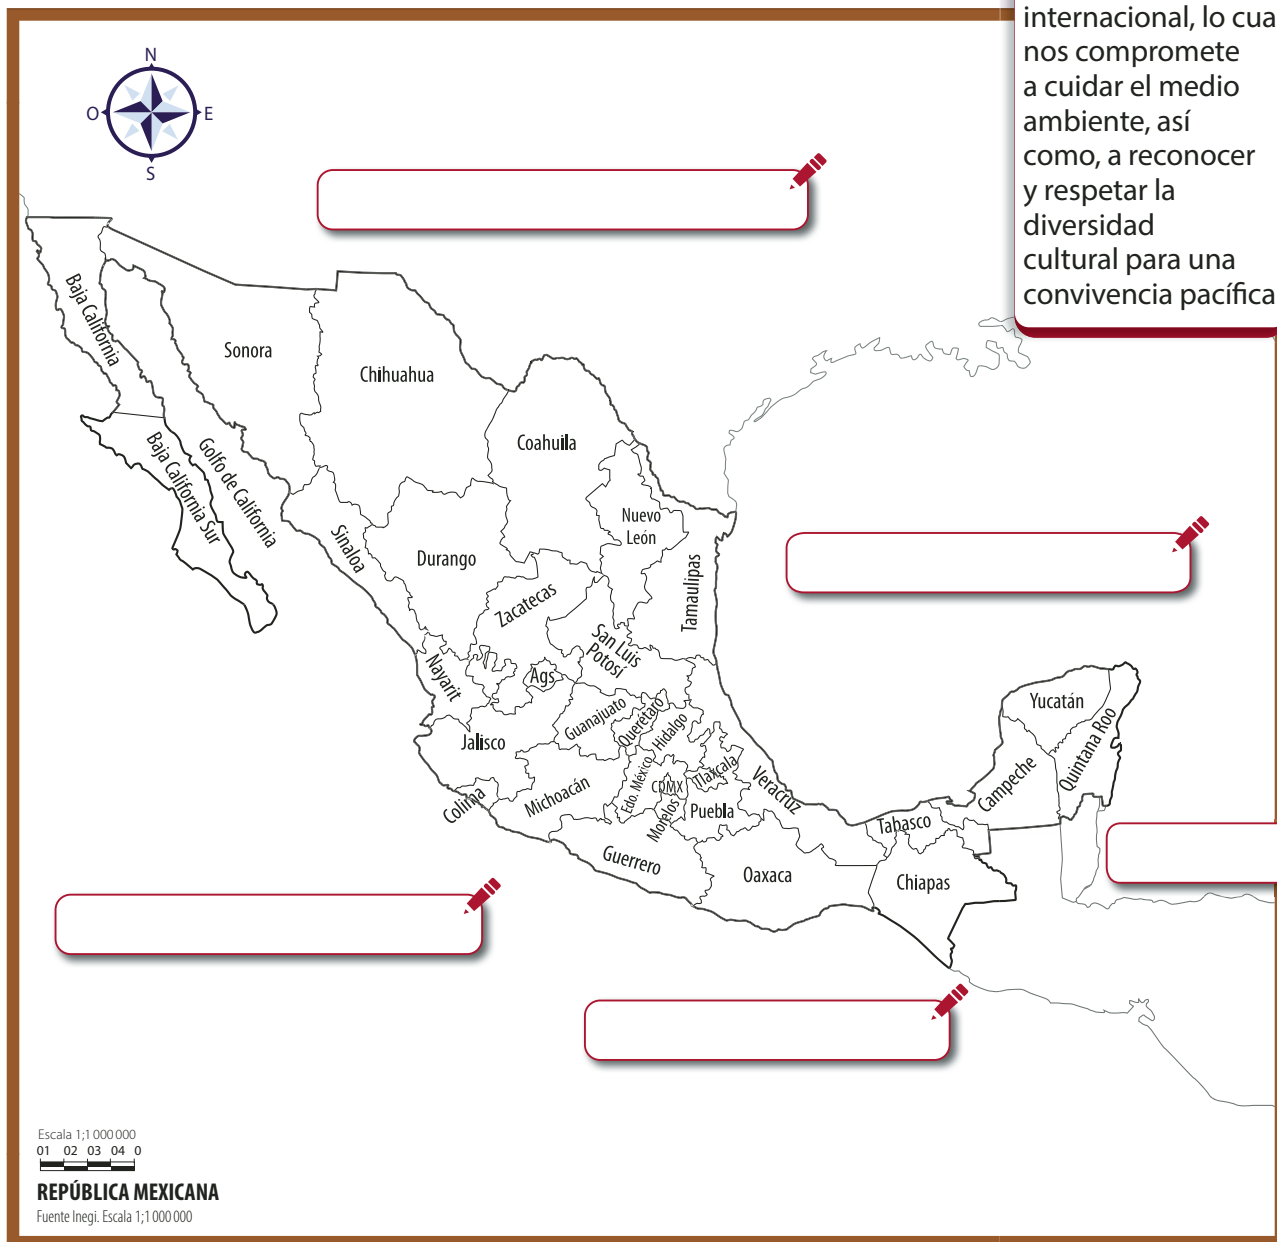 internacional, lo cua
nos compromete
a cuidar el medio
ambiente, así
como, a reconocer
y respetar la
diversidad
cultural para una
convivencia pacífica
N
O
E
S
Baja California
Sonora
Chihuahua
Coahuila
Baja California Sur
Golfo de California
Sinaloa
Nuevo
León
Durango
Tamaulipas
Zacatecas
San Luis
Potosí
Nayarit
Ags
Yucatán
Guanajuato
Querétaro
Hidalgo
Quintana Roo
Jalisco
Campeche
Edo. México
CDMX
Tlaxcala
Veracruz
Michoacán
Colima
Morelos
Puebla
Tabasco
Guerrero
Oaxaca
Chiapas
Escala 1;1 000 000
01 02 03 04 0
REPÚBLICA MEXICANA
Fuente Inegi. Escala 1;1 000 000